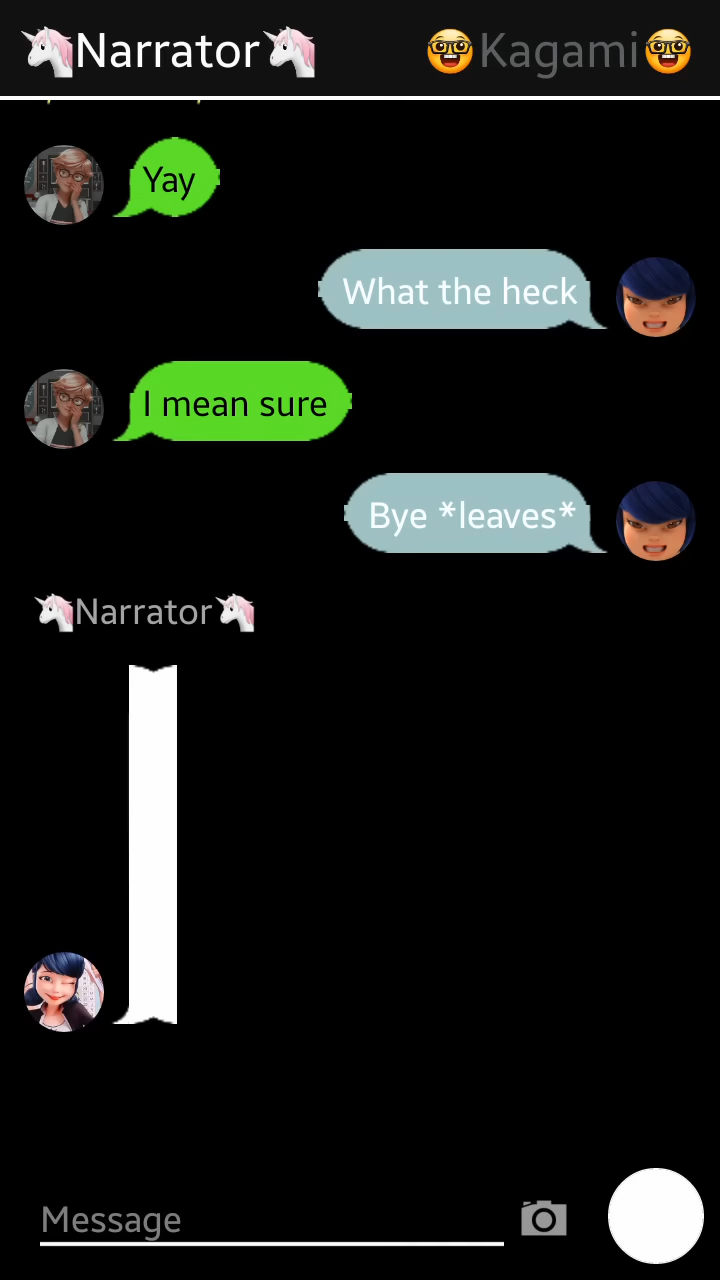 🦄Narrator🦄
🤓Kagami🤓
Yay
What the heck
I mean sure
Bye *leaves*
🦄Narrator🦄
Message